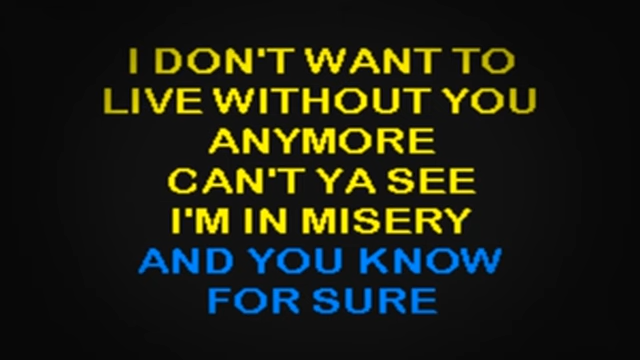 I DON'T WANT TO
LIVE WITHOUT YOU
ANYMORE
CAN'T YA SEE
I'M IN MISERY
AND YOU KNOW
FOR SURE